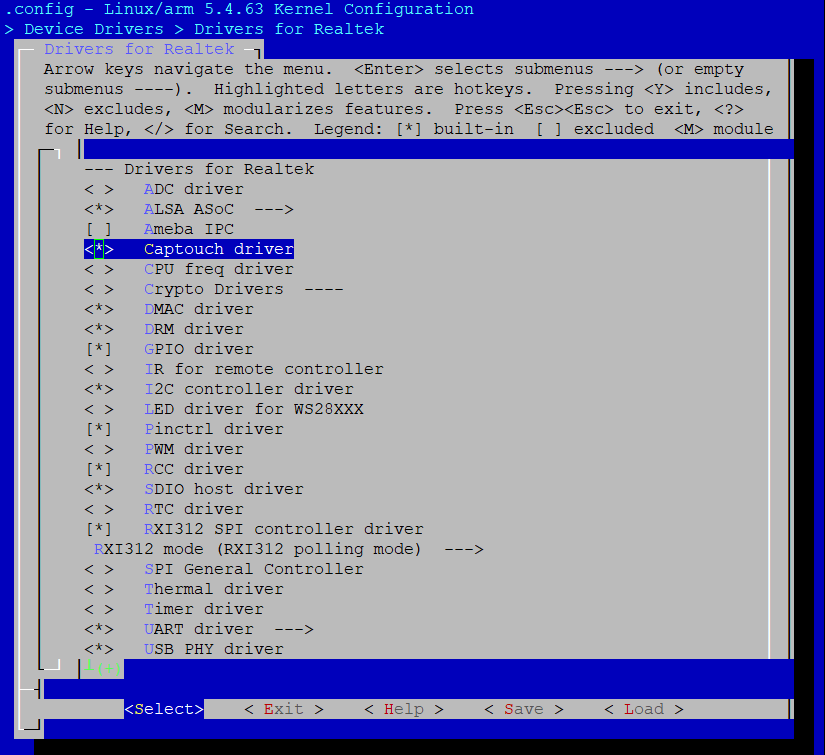 .config - Linux/arm 5.4.63 Kernel Configuration
> Device Drivers > Drivers for Realtek
Drivers for Realtek
Arrow keys navigate the menu.  <Enter> selects submenus ---> (or empty
submenus ----).  Highlighted letters are hotkeys.  Pressing <Y> includes,
<N> excludes, <M> modularizes features.  Press <Esc><Esc> to exit, <?>
for Help, </> for Search.  Legend: [*] built-in  [ ] excluded  <M> module
--- Drivers for Realtek
< >   ADC driver
<*>   ALSA ASoC  --->
[ ]   Ameba IPC
<*>   Captouch driver
< >   CPU freq driver
< >   Crypto Drivers  ----
<*>   DMAC driver
<*>   DRM driver
[*]   GPIO driver
< >   IR for remote controller
<*>   I2C controller driver
< >   LED driver for WS28XXX
[*]   Pinctrl driver
< >   PWM driver
[*]   RCC driver
<*>   SDIO host driver
< >   RTC driver
[*]   RXI312 SPI controller driver
RXI312 mode (RXI312 polling mode)  --->
< >   SPI General Controller
< >   Thermal driver
< >   Timer driver
<*>   UART driver  --->
<*>   USB PHY driver
<Select>    < Exit >    < Help >    < Save >    < Load >